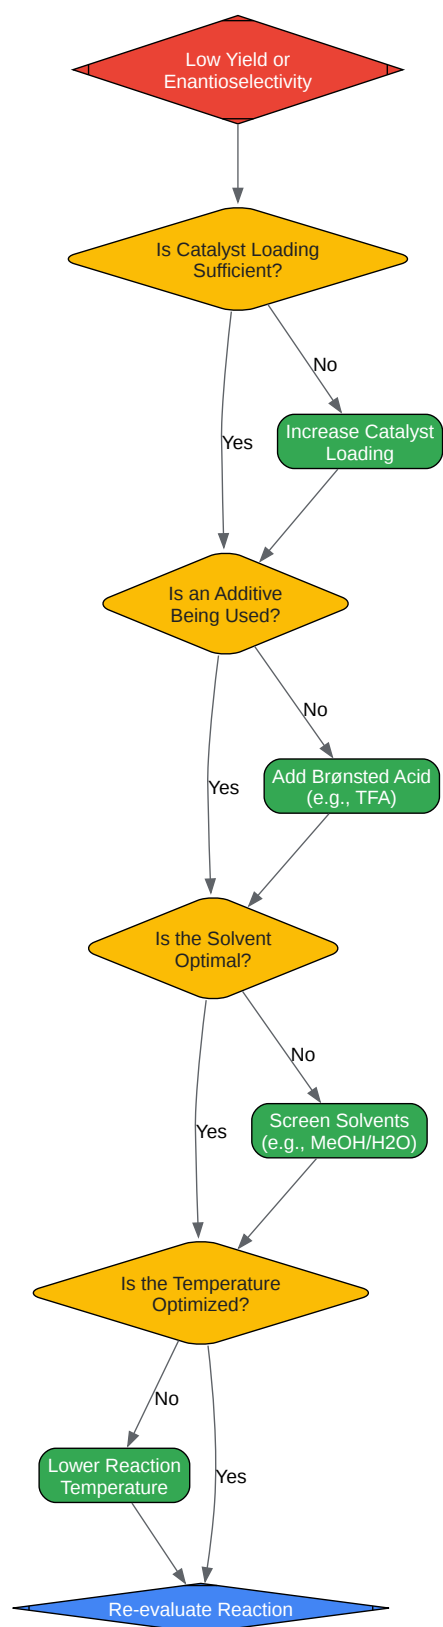 Low Yield or
Enantioselectivity
Is Catalyst Loading
Sufficient?
No
Yes
Increase Catalyst
Loading
Is an Additive
Being Used?
No
Yes
Add Brønsted Acid
(e.g., TFA)
Is the Solvent
Optimal?
No
Yes
Screen Solvents
(e.g., MeOH/H2O)
Is the Temperature
Optimized?
No
Yes
Lower Reaction
Temperature
Re-evaluate Reaction